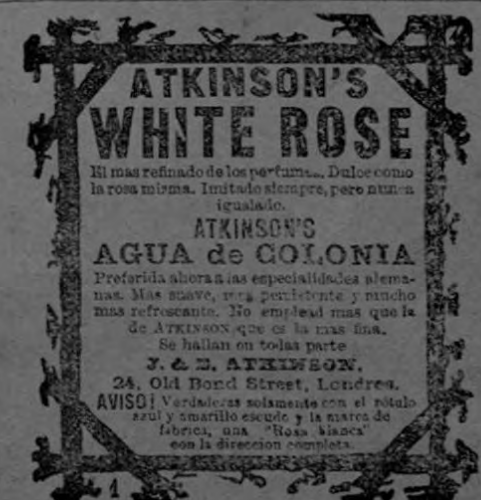 ATKINSON'S
WHITE ROSE
El mas refinado de los perfumes. Dulce como
la rosa misma. Imitado siempre, pero nunca
igualado.
ATKINSON'S
AGUA de COLONIA
Preferida ahora a las especialidades alema-
nas. Mas suave, mas persistente y mucho
mas refrescante. No emplead mas que la
de ATKINSON que es la mas fina.
Se hallan en todas parte
J. & E. ATKINSON.
24, Old Bond Street, Londres.
AVISO! Verdaderas solamente con el rótulo
azul y amarillo escudo y la marca de
fabrica, una "Rosa blanca"
con la direccion completa.
1